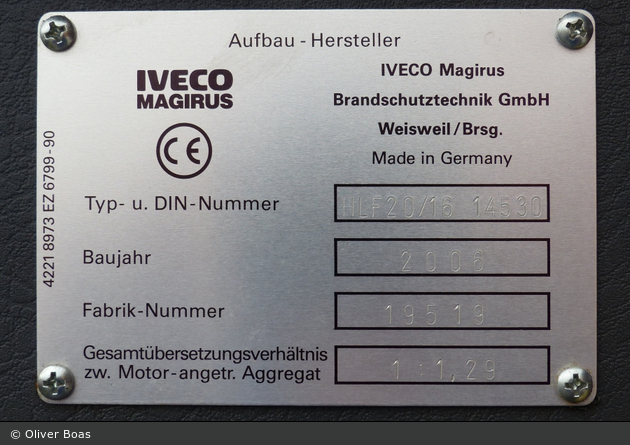 Aufbau - Hersteller
IVECO
MAGIRUS
IVECO Magirus
Brandschutztechnik GmbH
Weisweil/Brsg.
Made in Germany
CE
4221 8973 EZ 6799-90
Typ- u. DIN-Nummer
HLF20/16 14530
Baujahr
2006
Fabrik-Nummer
19519
Gesamtübersetzungsverhältnis
zw. Motor-angetr. Aggregat
1:1,29
© Oliver Boas